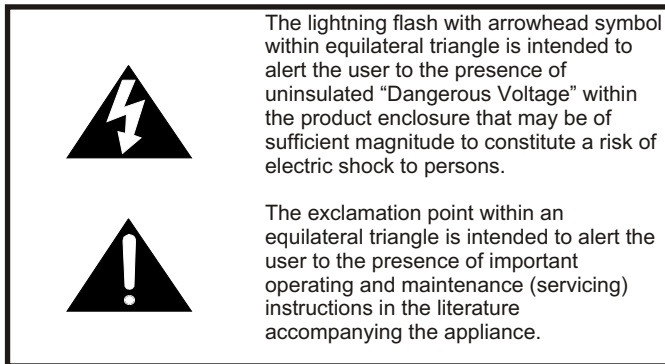 The lightning flash with arrowhead symbol
within equilateral triangle is intended to
alert the user to the presence of
uninsulated “Dangerous Voltage” within
the product enclosure that may be of
sufficient magnitude to constitute a risk of
electric shock to persons.
The exclamation point within an
equilateral triangle is intended to alert the
user to the presence of important
operating and maintenance (servicing)
instructions in the literature
accompanying the appliance.